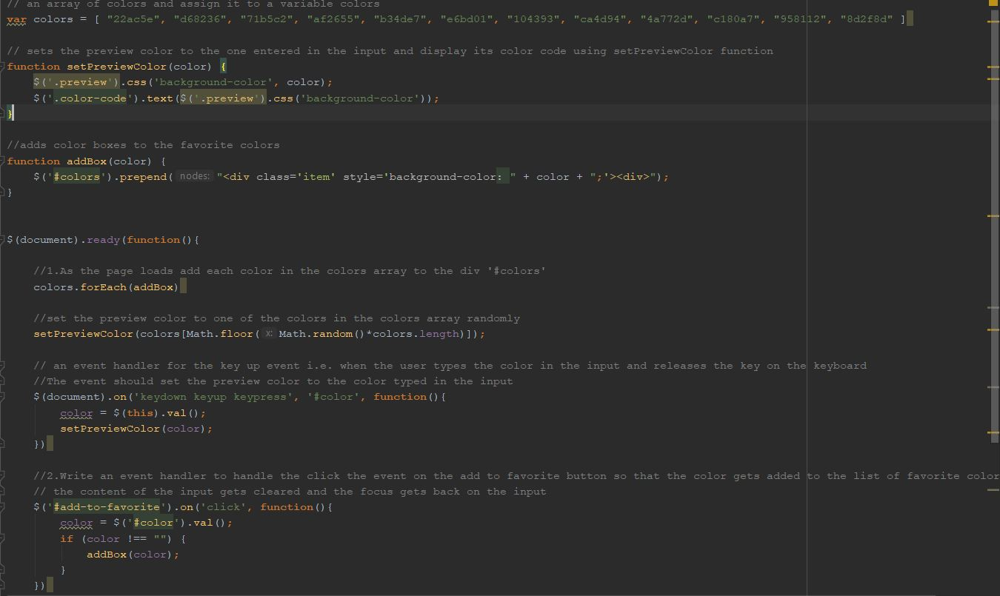 // an array of colors and assign it to a variable colors
var colors = [ "22ac5e", "d68236", "71b5c2", "af2655", "b34de7", "e6bd01", "104393", "ca4d94", "4a772d", "c180a7", "958112", "8d2f8d" ]
// sets the preview color to the one entered in the input and display its color code using setPreviewColor function
function setPreviewColor(color) {
    $('.preview').css('background-color', color);
    $('.color-code').text($('.preview').css('background-color'));
}
//adds color boxes to the favorite colors
function addBox(color) {
    $('#colors').prepend( nodes: "<div class='item' style='background-color: " + color + ";'><div>");
}
$(document).ready(function(){
    //1.As the page loads add each color in the colors array to the div '#colors'
    colors.forEach(addBox)
    //set the preview color to one of the colors in the colors array randomly
    setPreviewColor(colors[Math.floor( x: Math.random()*colors.length)]);
    // an event handler for the key up event i.e. when the user types the color in the input and releases the key on the keyboard
    //The event should set the preview color to the color typed in the input
    $(document).on('keydown keyup keypress', '#color', function(){
        color = $(this).val();
        setPreviewColor(color);
    })
    //2.Write an event handler to handle the click the event on the add to favorite button so that the color gets added to the list of favorite color
    // the content of the input gets cleared and the focus gets back on the input
    $('#add-to-favorite').on('click', function(){
        color = $('#color').val();
        if (color !== "") {
            addBox(color);
        }
    })